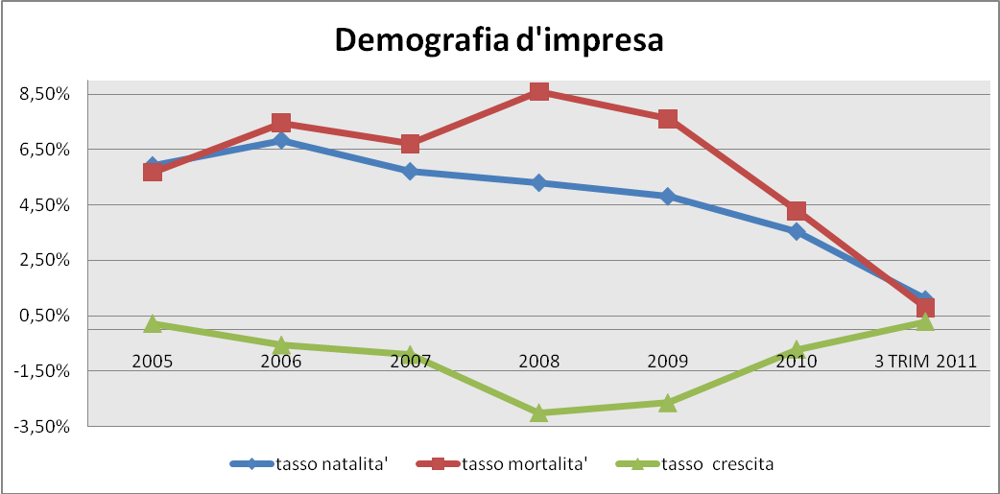 Demografia d'impresa
8,50%
6,50%
4,50%
2,50%
0,50%
-1,50%
-3,50%
2005 2006 2007 2008 2009 2010 3 TRIM 2011
tasso natalita' tasso mortalita' tasso crescita